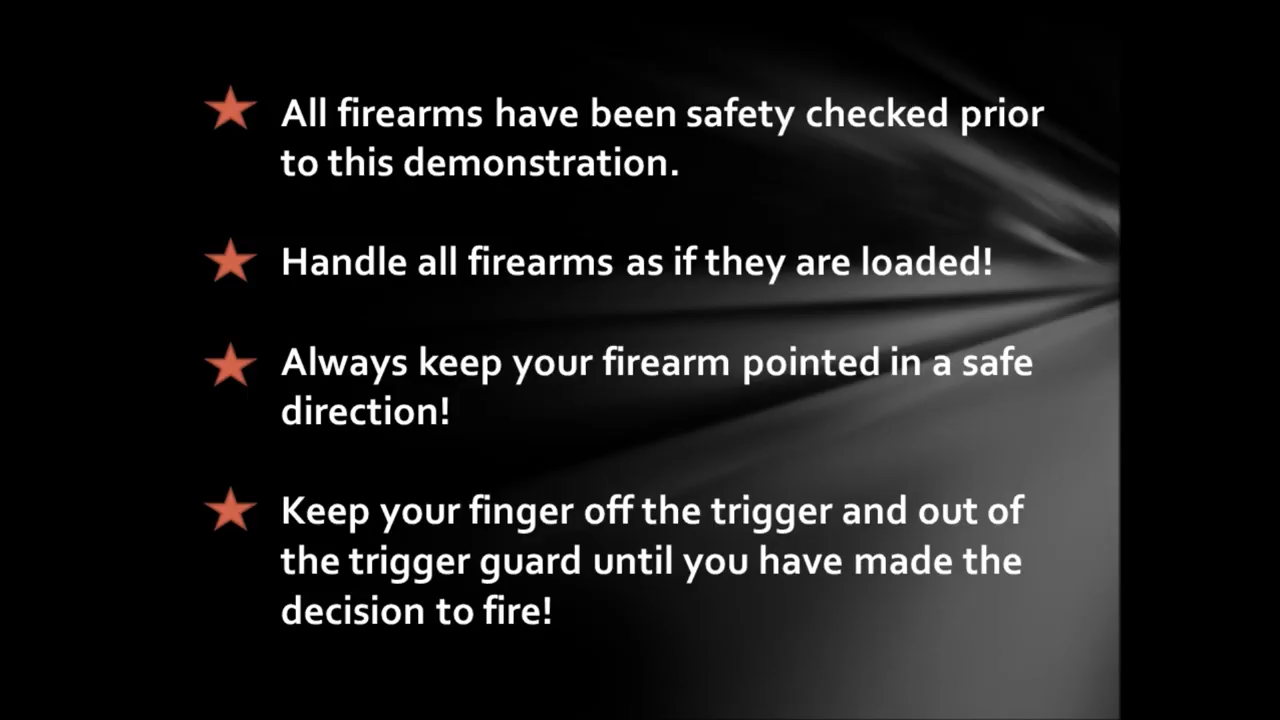 All firearms have been safety checked prior
to this demonstration.
Handle all firearms as if they are loaded!
Always keep your firearm pointed in a safe
direction!
Keep your finger off the trigger and out of
the trigger guard until you have made the
decision to fire!